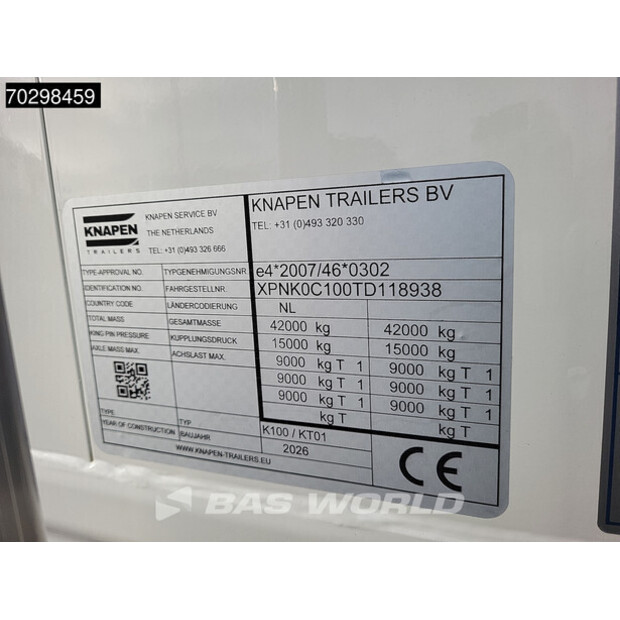 70298459
KNAPEN
TRAILERS
KNAPEN SERVICE BV
THE NETHERLANDS
TEL: +31 (0)493 326 666
KNAPEN TRAILERS BV
TEL: +31 (0)493 320 330
TYPE-APPROVAL NO. TYPGENEHMIGUNGSNR. e4*2007/46*0302
IDENTIFICATION NO. FAHRGESTELLNR. XPNK0C100TD118938
COUNTRY CODE LÄNDERCODIERUNG NL
TOTAL MASS GESAMTMASSE 42000 kg 42000 kg
KING PIN PRESSURE KUPPLUNGSDRUCK 15000 kg 15000 kg
AXLE MASS MAX. ACHSLAST MAX. 9000 kg T 1 9000 kg T 1
9000 kg T 1 9000 kg T 1
9000 kg T 1 9000 kg T 1
kg T kg T
TYPE TYP K100 / KT01
YEAR OF CONSTRUCTION BAUJAHR 2026
WWW.KNAPEN-TRAILERS.EU
CE
BAS WORLD